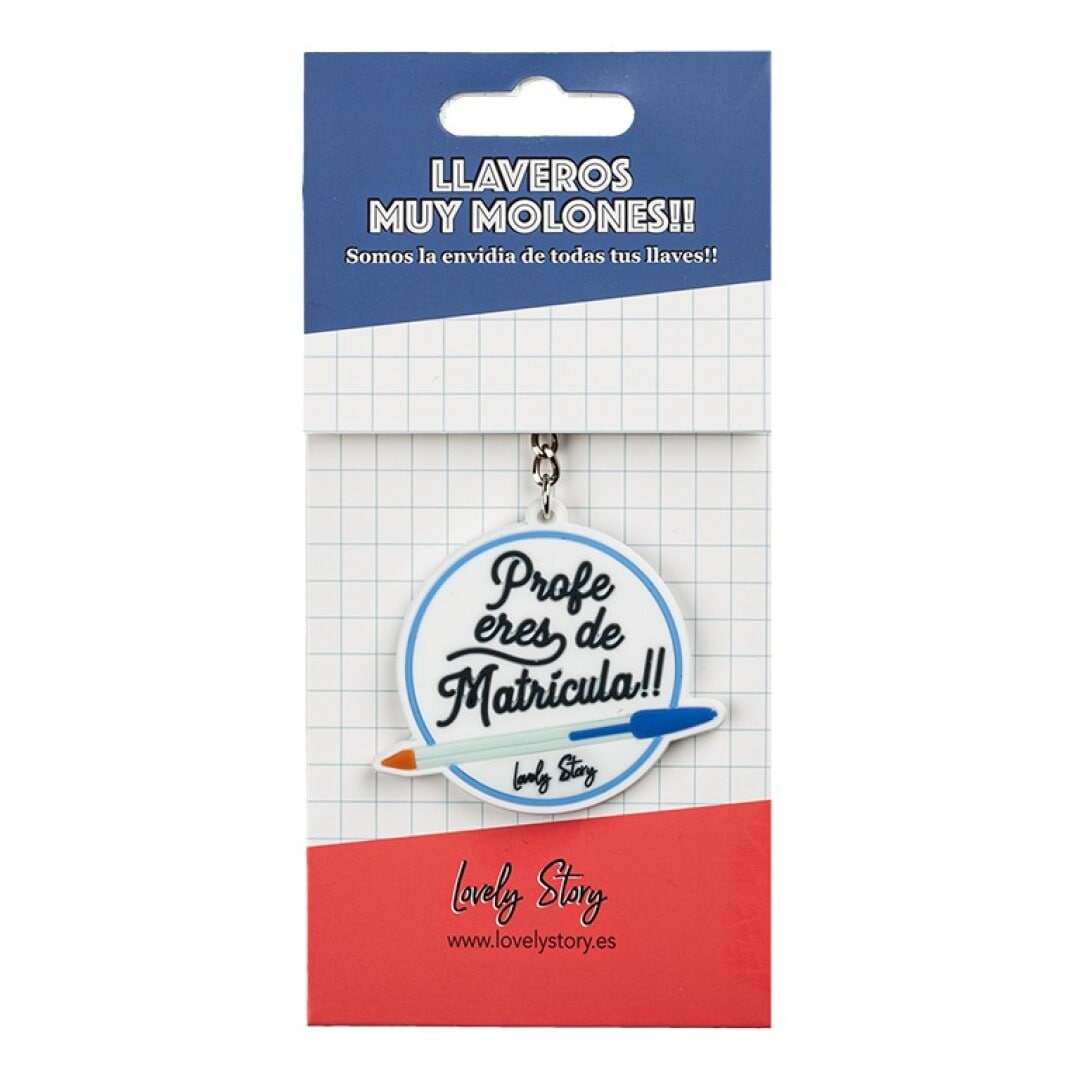 LLAVEROS
MUY MOLONES!!
Somos la envidia de todas tus llaves!!
Profe
eres de
Matrícula!!
Lovely Story
Lovely Story
www.lovelystory.es